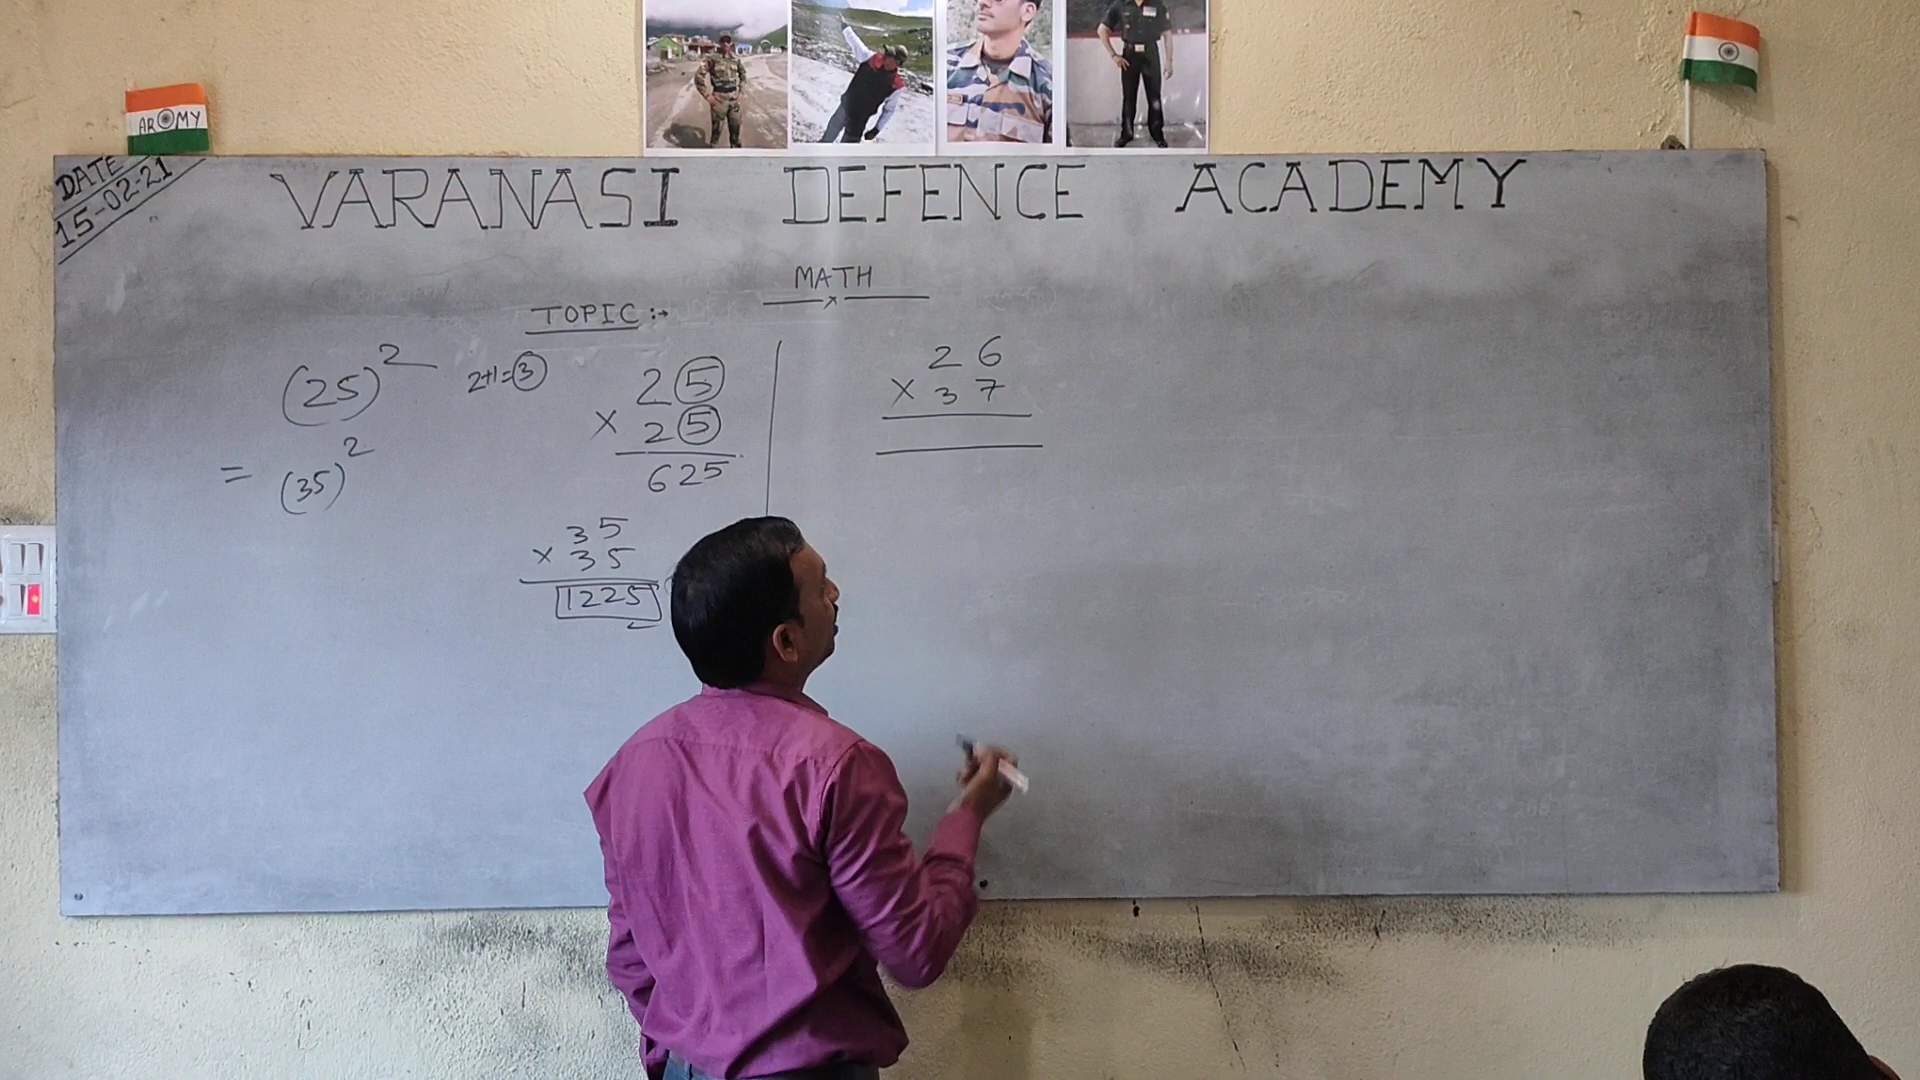 AROMY
DATE
15-02-21
VARANASI DEFENCE ACADEMY
MATH
TOPIC :→
(25)²
2+1=3
25
× 25
625
= (35)²
35
× 35
1225
26
× 37